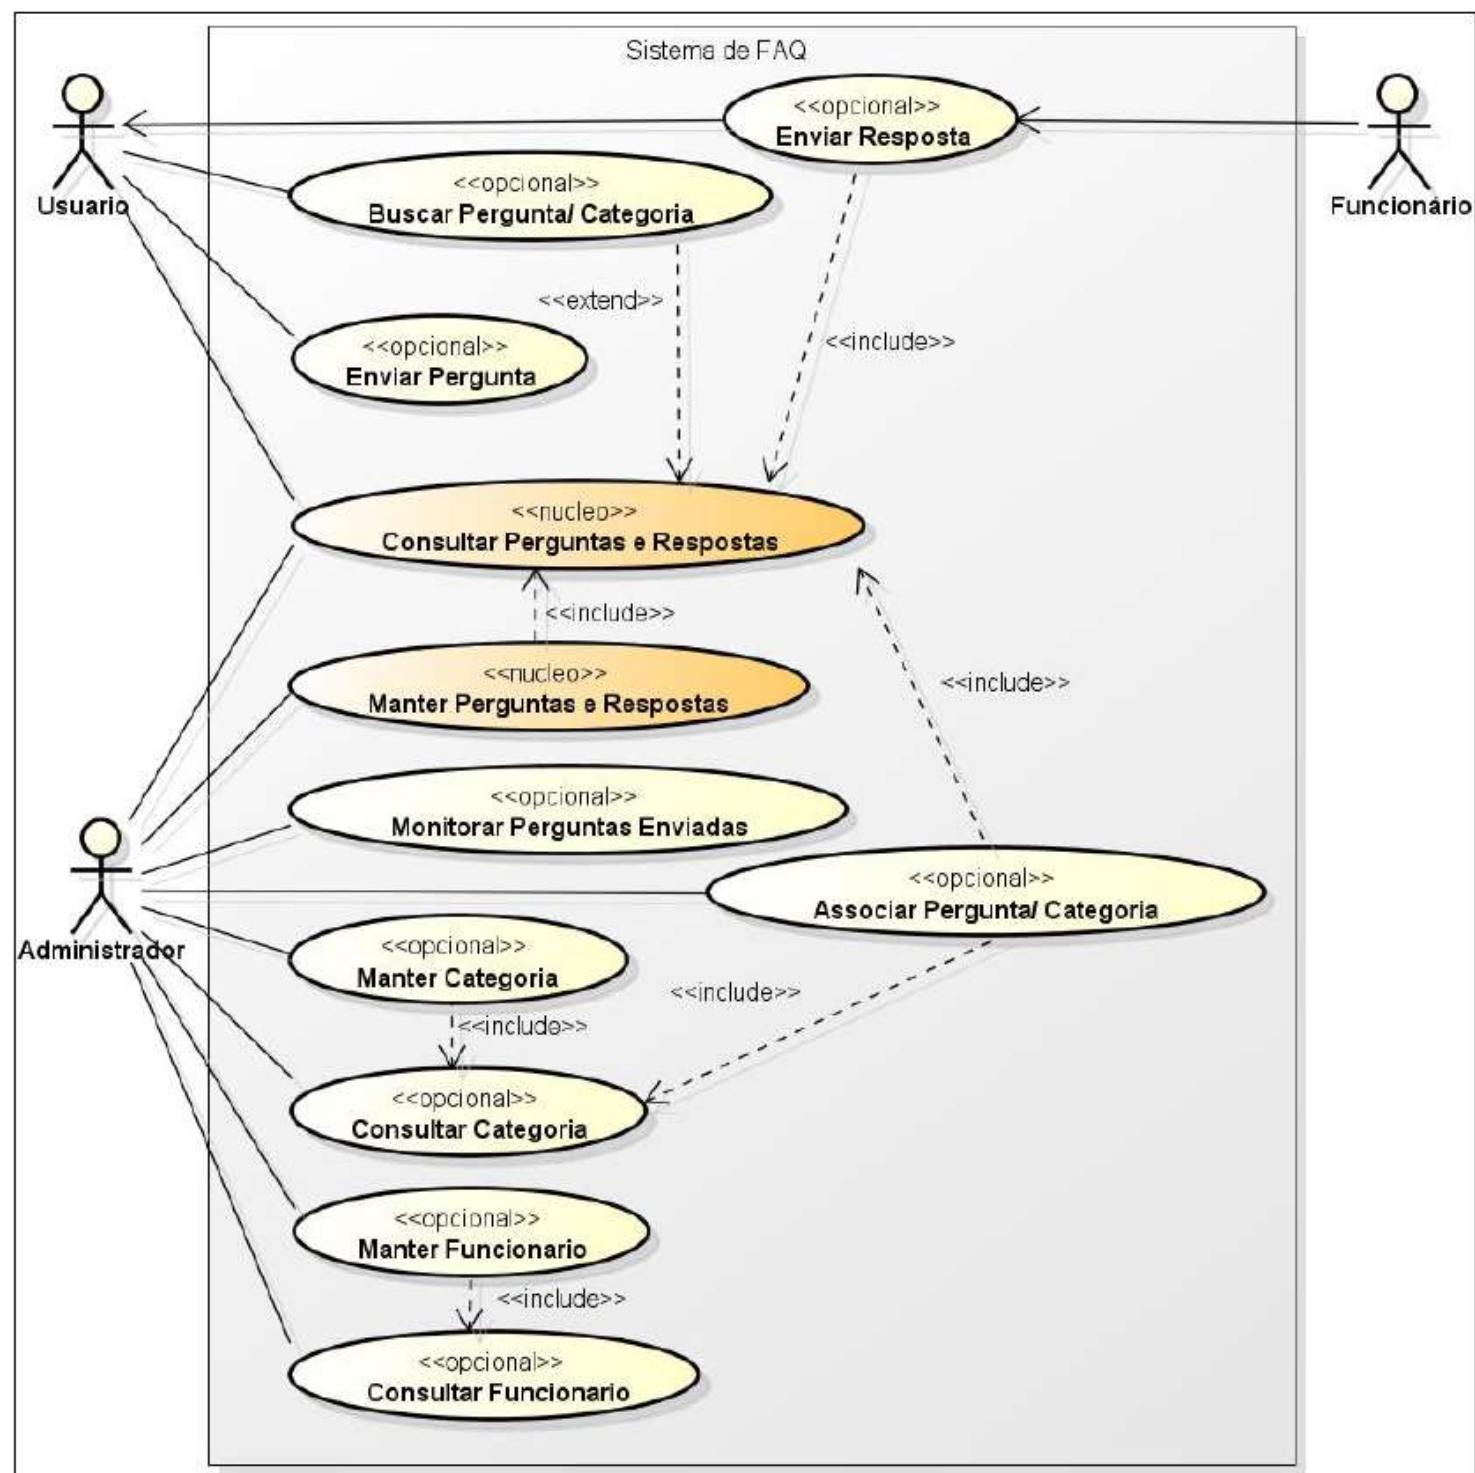 Sistema de FAQ
<<opcional>>
Enviar Resposta
Usuario
Funcionário
<<opcional>>
Buscar Pergunta/ Categoria
<<extend>>
<<include>>
<<opcional>>
Enviar Pergunta
<<nucleo>>
Consultar Perguntas e Respostas
<<include>>
<<nucleo>>
Manter Perguntas e Respostas
<<include>>
<<opcional>>
Monitorar Perguntas Enviadas
<<opcional>>
Associar Pergunta/ Categoria
Administrador
<<opcional>>
Manter Categoria
<<include>>
<<include>>
<<opcional>>
Consultar Categoria
<<opcional>>
Manter Funcionario
<<include>>
<<opcional>>
Consultar Funcionario